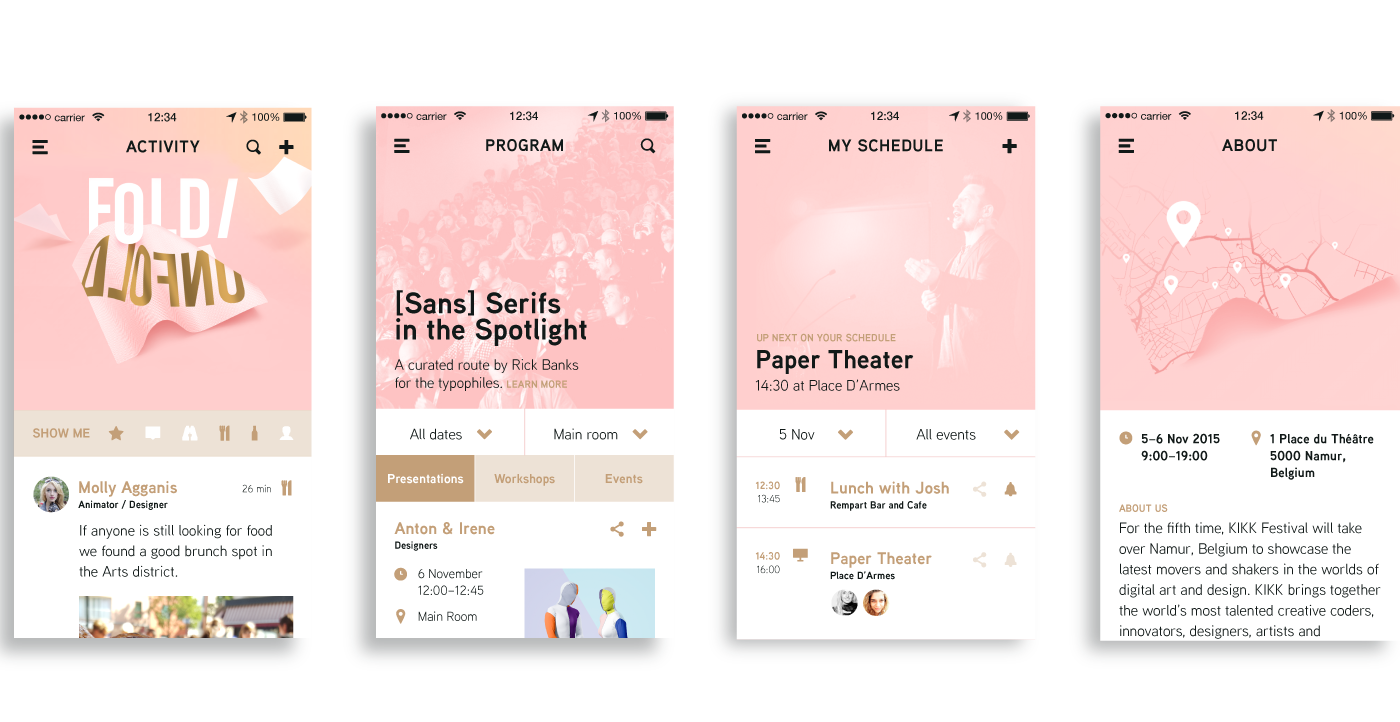 carrier 12:34 100%
ACTIVITY
FOLD/
UNFOLD
SHOW ME
Molly Agganis 26 min
Animator / Designer
If anyone is still looking for food
we found a good brunch spot in
the Arts district.
carrier 12:34 100%
PROGRAM
[Sans] Serifs
in the Spotlight
A curated route by Rick Banks
for the typophiles. LEARN MORE
All dates Main room
Presentations Workshops Events
Anton & Irene
Designers
6 November
12:00–12:45
Main Room
carrier 12:34 100%
MY SCHEDULE
UP NEXT ON YOUR SCHEDULE
Paper Theater
14:30 at Place D'Armes
5 Nov All events
12:30 Lunch with Josh
13:45 Rempart Bar and Cafe
14:30 Paper Theater
16:00 Place D'Armes
carrier 12:34 100%
ABOUT
5–6 Nov 2015
9:00–19:00
1 Place du Théâtre
5000 Namur,
Belgium
ABOUT US
For the fifth time, KIKK Festival will take
over Namur, Belgium to showcase the
latest movers and shakers in the worlds of
digital art and design. KIKK brings together
the world's most talented creative coders,
innovators, designers, artists and